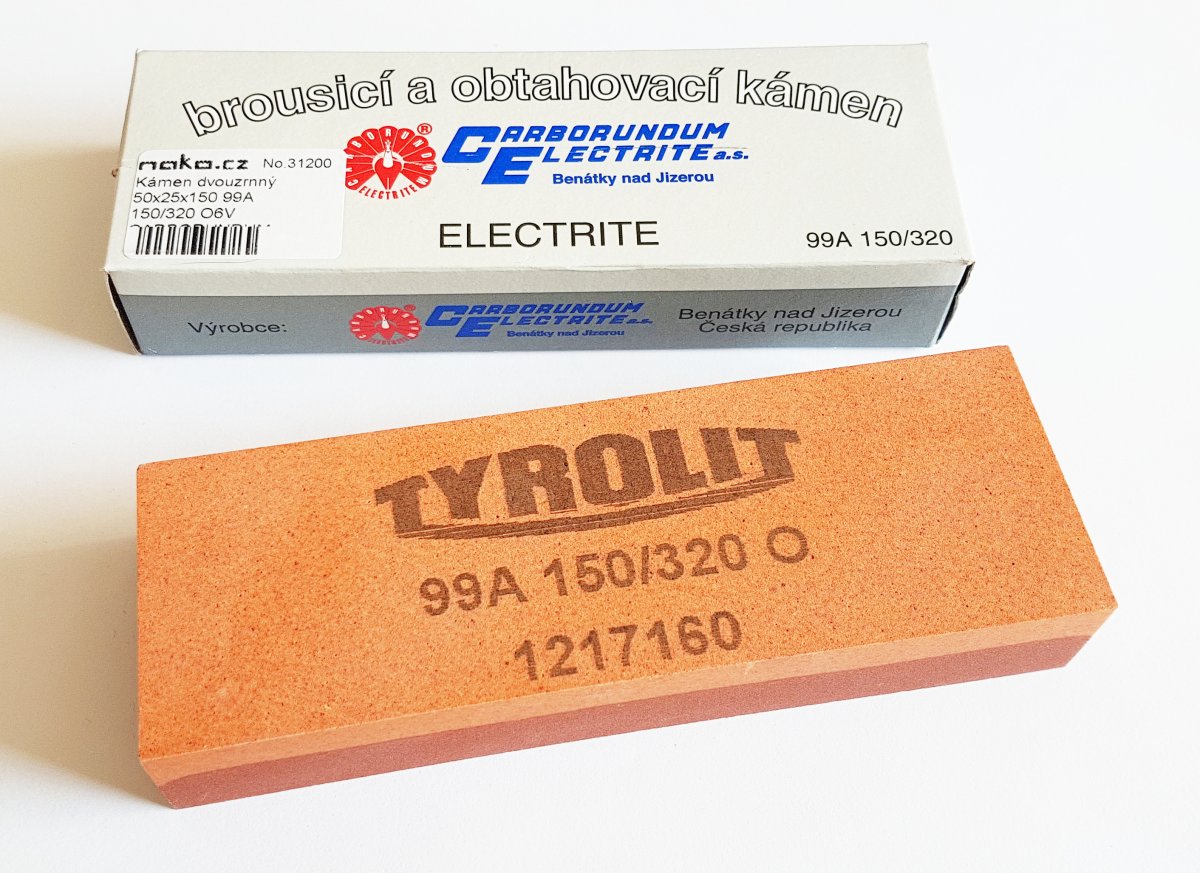 brousicí a obtahovací kámen
CARBORUNDUM
ELECTRITE
®
CARBORUNDUM
ELECTRITE a.s.
Benátky nad Jizerou
nako.cz No.31200
Kámen dvouzrnný
50x25x150 99A
150/320 O6V
ELECTRITE
99A 150/320
Výrobce:
CARBORUNDUM
ELECTRITE a.s.
Benátky nad Jizerou
Benátky nad Jizerou
Česká republika
TYROLIT
99A 150/320 O
1217160